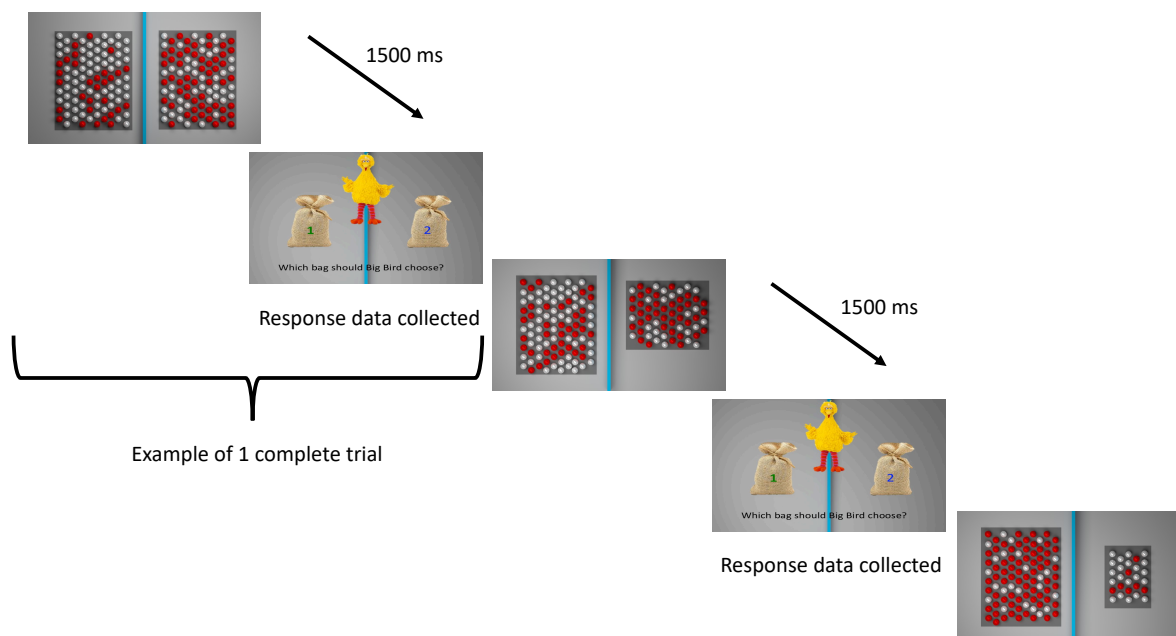 1500 ms
1
2
Which bag should Big Bird choose?
Response data collected
1500 ms
Example of 1 complete trial
1
2
Which bag should Big Bird choose?
Response data collected